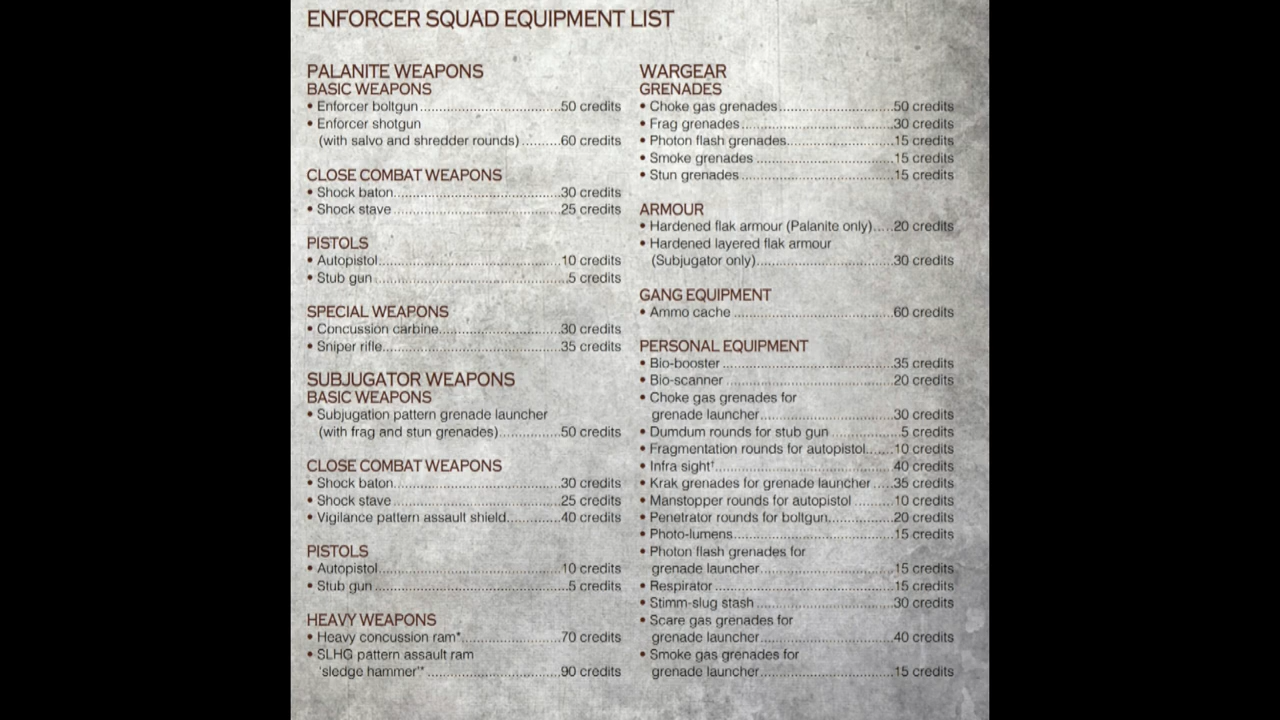 ENFORCER SQUAD EQUIPMENT LIST
PALANITE WEAPONS
BASIC WEAPONS
• Enforcer boltgun..................................50 credits
• Enforcer shotgun
(with salvo and shredder rounds) ..........60 credits
CLOSE COMBAT WEAPONS
• Shock baton........................................30 credits
• Shock stave ........................................25 credits
PISTOLS
• Autopistol............................................10 credits
• Stub gun ..............................................5 credits
SPECIAL WEAPONS
• Concussion carbine.............................30 credits
• Sniper rifle..........................................35 credits
SUBJUGATOR WEAPONS
BASIC WEAPONS
• Subjugation pattern grenade launcher
(with frag and stun grenades)...............50 credits
CLOSE COMBAT WEAPONS
• Shock baton........................................30 credits
• Shock stave ........................................25 credits
• Vigilance pattern assault shield.............40 credits
PISTOLS
• Autopistol............................................10 credits
• Stub gun ..............................................5 credits
HEAVY WEAPONS
• Heavy concussion ram*........................70 credits
• SLHG pattern assault ram
'sledge hammer'* ................................90 credits
WARGEAR
GRENADES
• Choke gas grenades............................50 credits
• Frag grenades.....................................30 credits
• Photon flash grenades..........................15 credits
• Smoke grenades .................................15 credits
• Stun grenades.....................................15 credits
ARMOUR
• Hardened flak armour (Palanite only).....20 credits
• Hardened layered flak armour
(Subjugator only)..................................30 credits
GANG EQUIPMENT
• Ammo cache ......................................60 credits
PERSONAL EQUIPMENT
• Bio-booster .........................................35 credits
• Bio-scanner ........................................20 credits
• Choke gas grenades for
grenade launcher.................................30 credits
• Dumdum rounds for stub gun ................5 credits
• Fragmentation rounds for autopistol.......10 credits
• Infra sight†...........................................40 credits
• Krak grenades for grenade launcher .....35 credits
• Manstopper rounds for autopistol .........10 credits
• Penetrator rounds for boltgun...............20 credits
• Photo-lumens......................................15 credits
• Photon flash grenades for
grenade launcher.................................15 credits
• Respirator ..........................................15 credits
• Stimm-slug stash .................................30 credits
• Scare gas grenades for
grenade launcher.................................40 credits
• Smoke gas grenades for
grenade launcher.................................15 credits